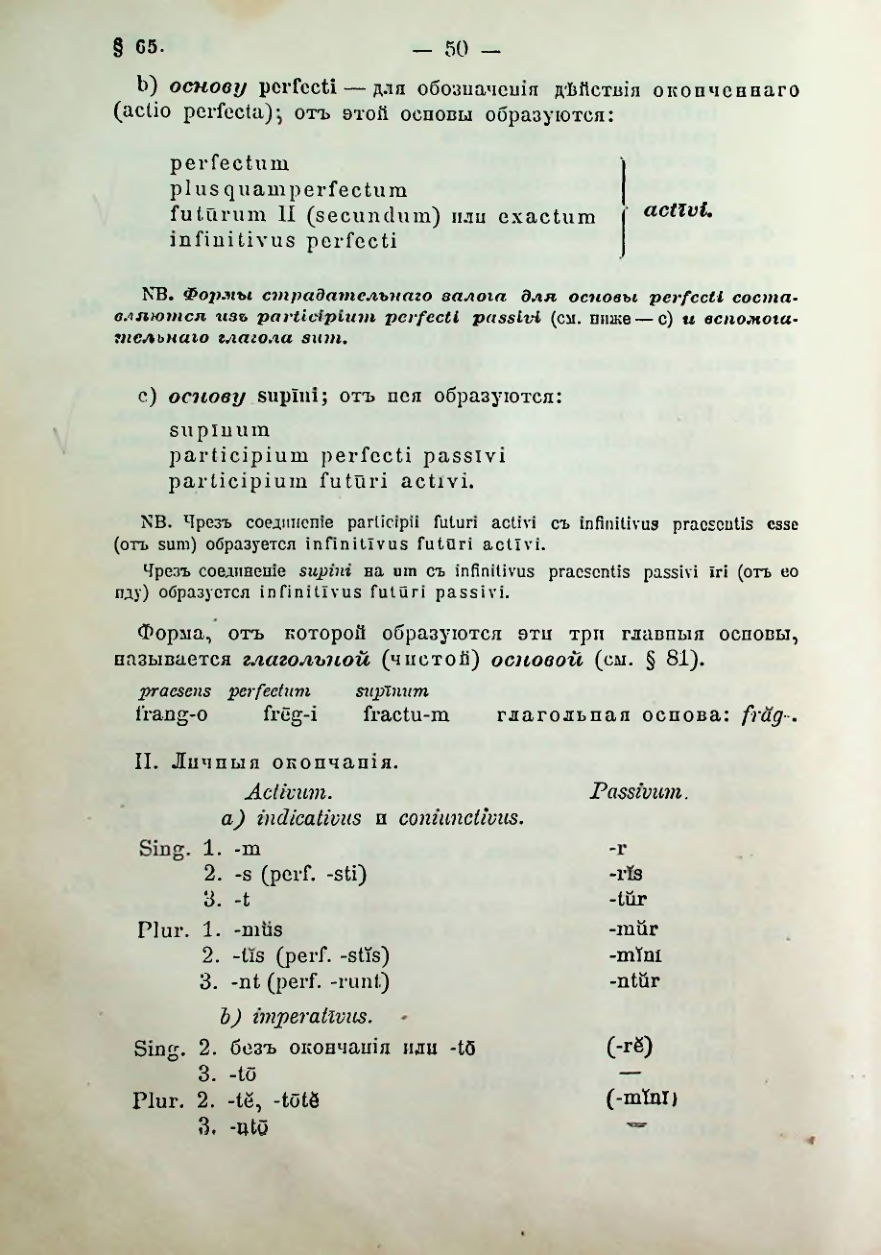 § 65. — 50 —
b) основу perfecti — для обозначенія дѣйствія оконченнаго
(actio perfecta); отъ этой основы образуются:
perfectum
plusquamperfectum
futūrum II (secundum) или exactum
infinitivus perfecti
actīvi.
NB. Формы страдательнаго залога для основы perfecti соста-
вляются изъ participium perfecti passivi (см. ниже — c) и вспомога-
тельнаго глагола sum.
c) основу supīni; отъ нея образуются:
supīnum
participium perfecti passīvi
participium futūri actīvi.
NB. Чрезъ соединеніе participii futuri activi съ infinitivus praesentis esse
(отъ sum) образуется infinitīvus futūri actīvi.
Чрезъ соединеніе supini на um съ infinitivus praesentis passivi īri (отъ eo
иду) образуется infinitīvus futūri passivi.
Форма, отъ которой образуются эти три главныя основы,
называется глагольной (чистой) основой (см. § 81).
praesens perfectum supīnum
frang-o frēg-i fractu-m глагольная основа: frăg-.
II. Личныя окончанія.
Activum. Passivum.
a) indicativus и coniunctivus.
Sing. 1. -m -r
2. -s (perf. -sti) -rĭs
3. -t -tŭr
Plur. 1. -mŭs -mŭr
2. -tĭs (perf. -stĭs) -mĭnī
3. -nt (perf. -runt) -ntŭr
b) imperatīvus.
Sing. 2. безъ окончанія или -tō (-rĕ)
3. -tō —
Plur. 2. -tĕ, -tōtĕ (-mĭnī)
3. -ntō —